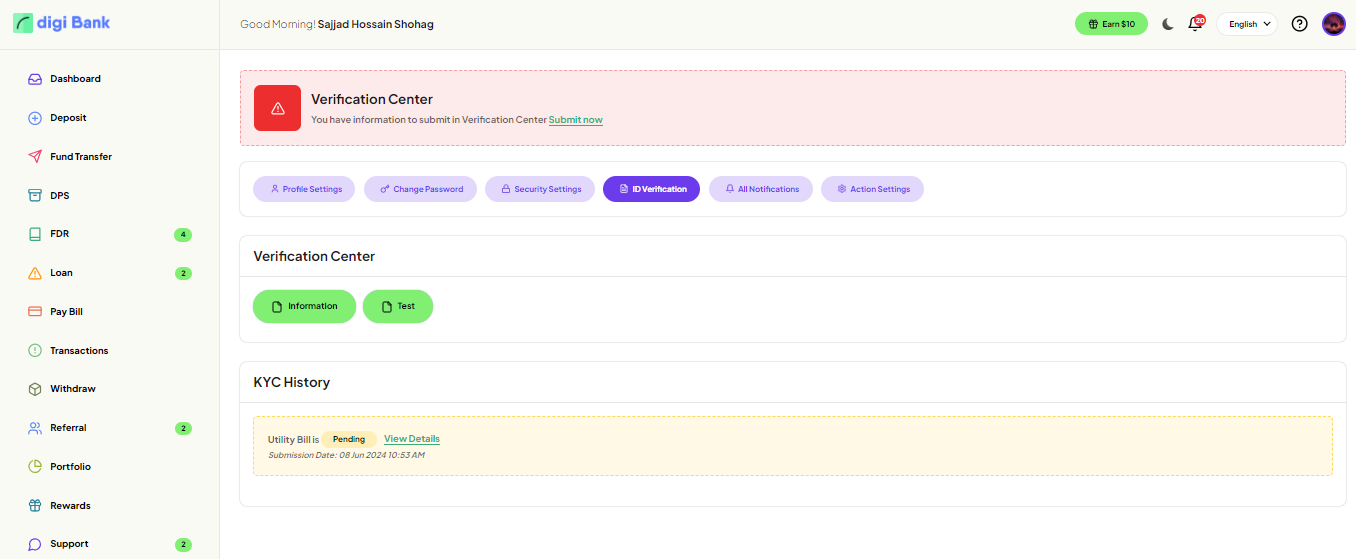 digi Bank
Good Morning! Sajjad Hossain Shohag
Earn $10
20
English
Dashboard
Deposit
Fund Transfer
DPS
FDR 4
Loan 2
Pay Bill
Transactions
Withdraw
Referral 2
Portfolio
Rewards
Support 2
Verification Center
You have information to submit in Verification Center Submit now
Profile Settings Change Password Security Settings ID Verification All Notifications Action Settings
Verification Center
Information Test
KYC History
Utility Bill is Pending View Details
Submission Date: 08 Jun 2024 10:53 AM